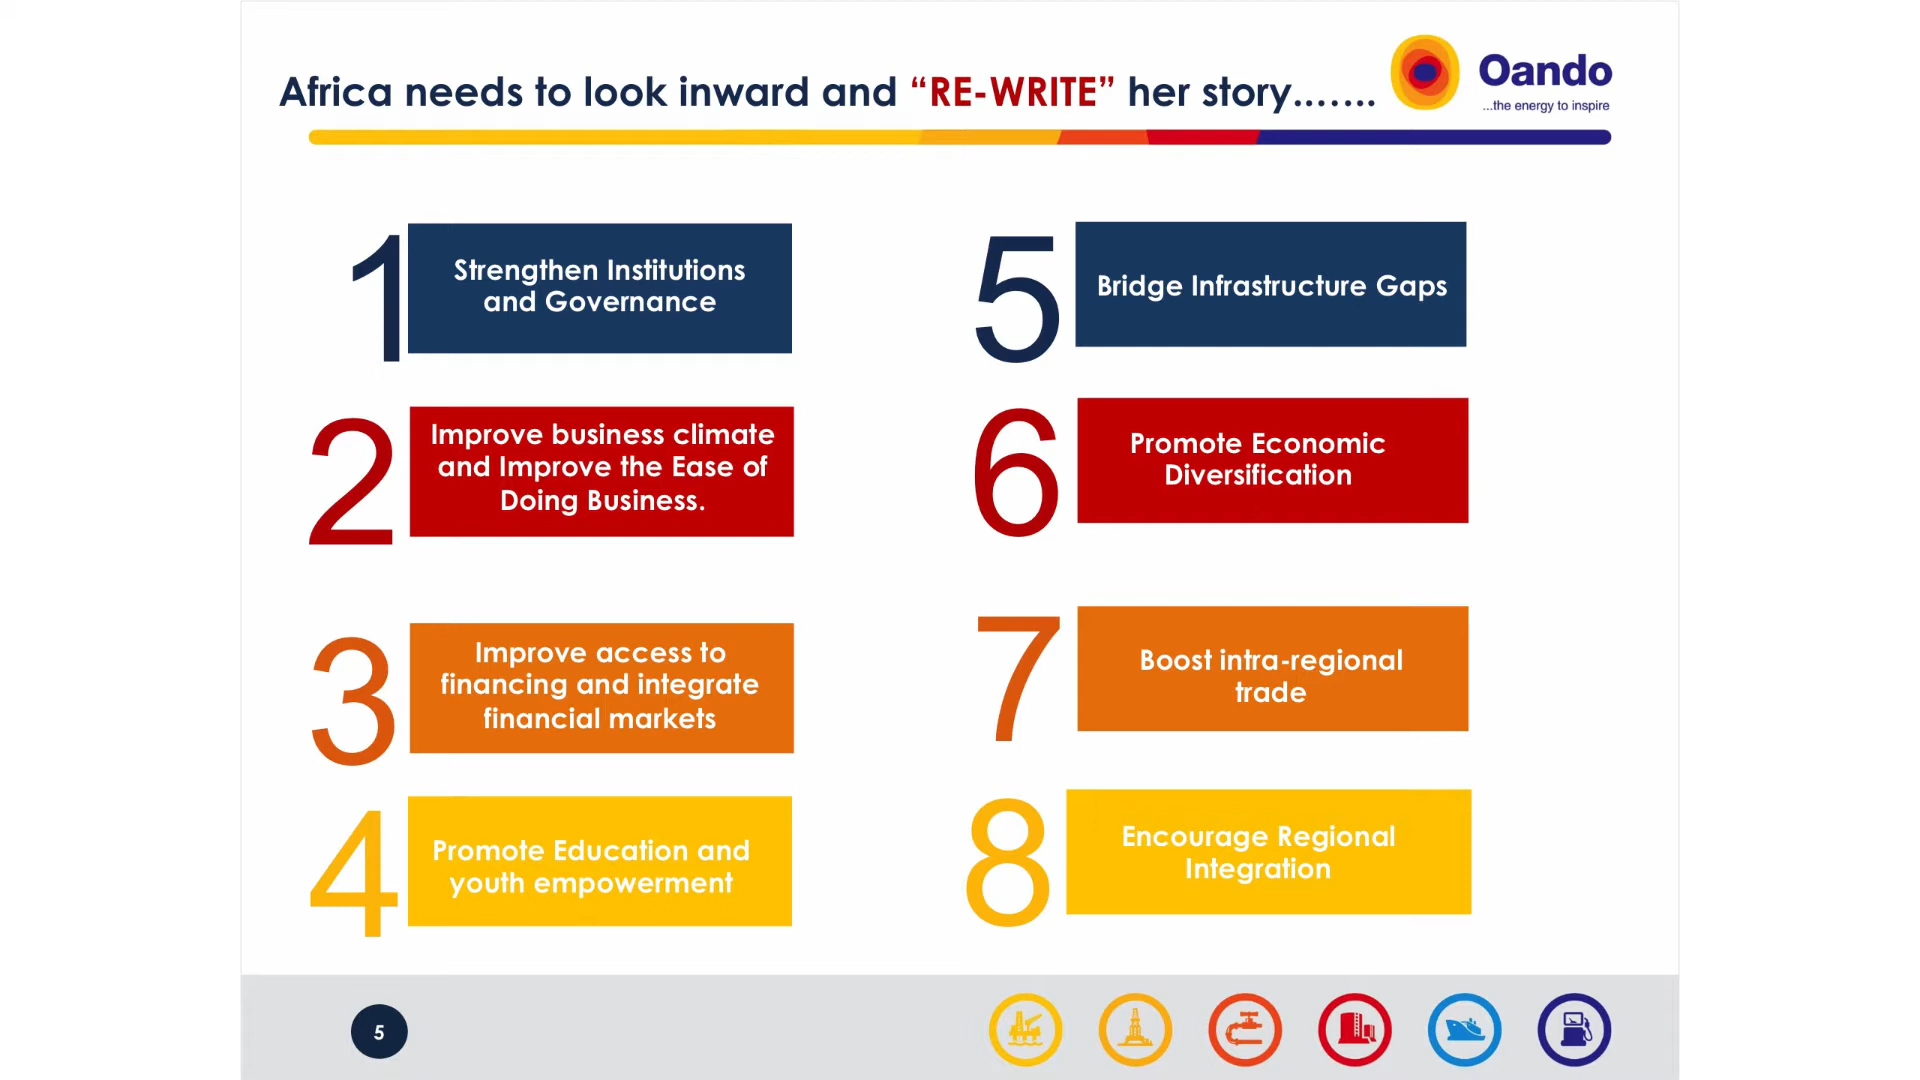 Africa needs to look inward and “RE-WRITE” her story.......
Oando
...the energy to inspire
1
Strengthen Institutions
and Governance
2
Improve business climate
and Improve the Ease of
Doing Business.
3
Improve access to
financing and integrate
financial markets
4
Promote Education and
youth empowerment
5
Bridge Infrastructure Gaps
6
Promote Economic
Diversification
7
Boost intra-regional
trade
8
Encourage Regional
Integration
5